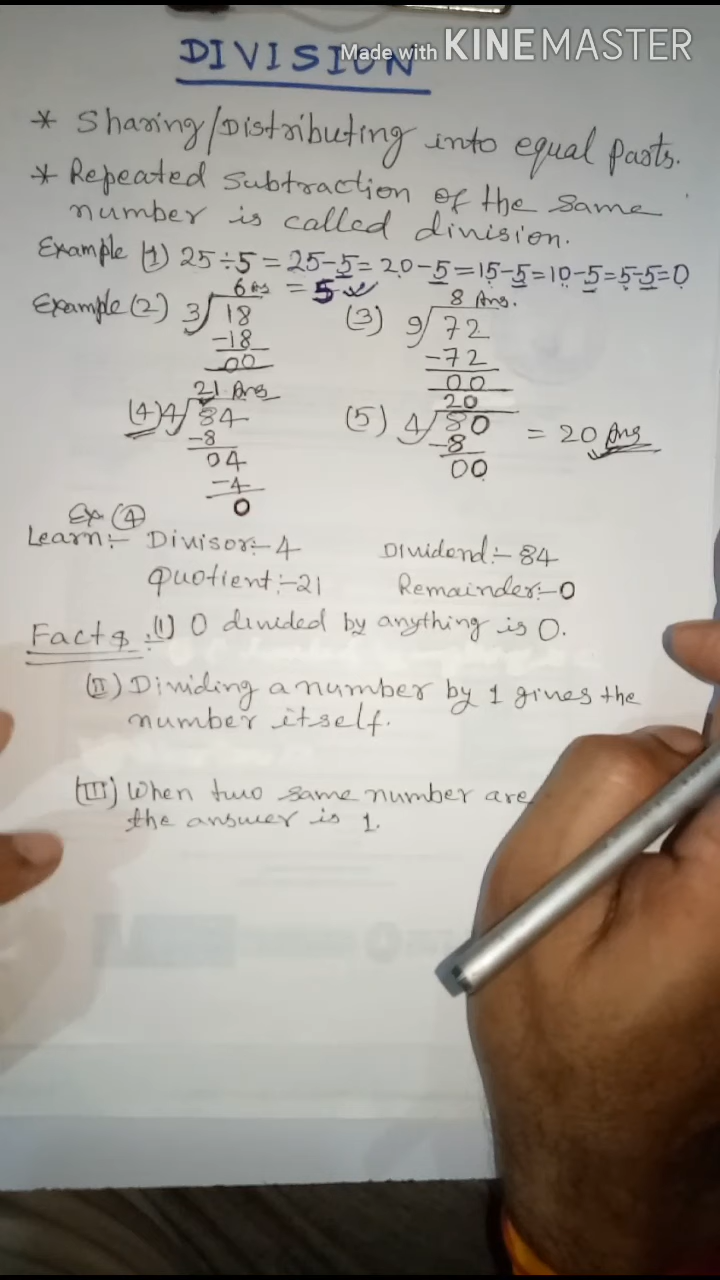 DIVISION
Made with KINEMASTER
* Sharing/Distributing into equal parts.
* Repeated subtraction of the same
number is called division.
Example (1) 25÷5 = 25-5= 20-5=15-5=10-5=5-5=0
= 5
Example (2) 3 18 6 Ans
-18
00
(3) 9 72 8 Ans.
-72
00
(4) 4 84 21 Ans
-8
04
-4
0
(5) 4 80 20 = 20 Ans
-8
00
Ex (4)
Learn:- Divisor:-4 Dividend:- 84
Quotient:-21 Remainder:-0
Facts :- (I) 0 divided by anything is 0.
(II) Dividing a number by 1 gives the
number itself.
(III) When two same number are
the answer is 1.